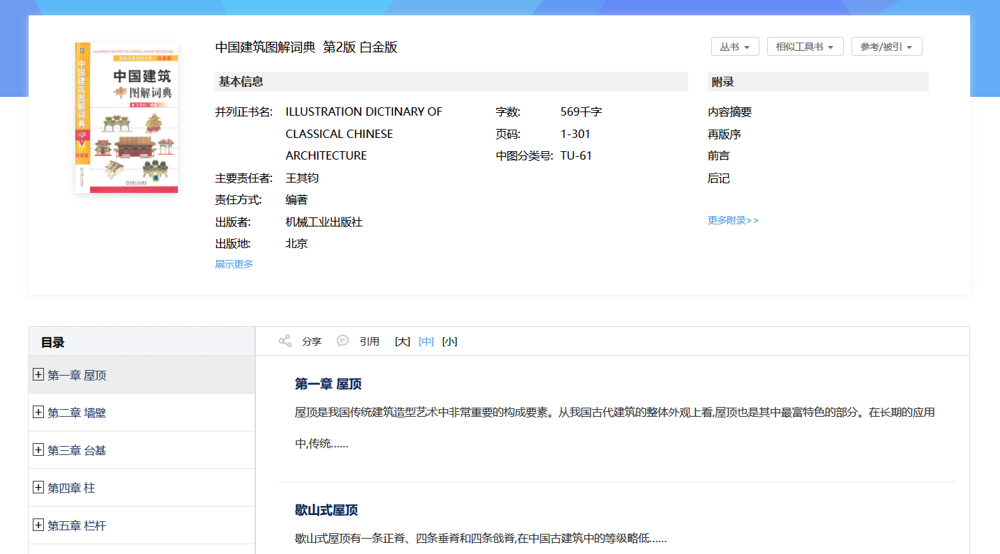 中国建筑图解词典 第2版 白金版
丛书
相似工具书
参考/被引
中国建筑图解词典
白金版
中国建筑
图解词典
基本信息
并列正书名: ILLUSTRATION DICTINARY OF
CLASSICAL CHINESE
ARCHITECTURE
主要责任者: 王其钧
责任方式: 编著
出版者: 机械工业出版社
出版地: 北京
展示更多
字数: 569千字
页码: 1-301
中图分类号: TU-61
附录
内容摘要
再版序
前言
后记
更多附录>>
目录
第一章 屋顶
第二章 墙壁
第三章 台基
第四章 柱
第五章 栏杆
分享 引用 [大] [中] [小]
第一章 屋顶
屋顶是我国传统建筑造型艺术中非常重要的构成要素。从我国古代建筑的整体外观上看,屋顶也是其中最富特色的部分。在长期的应用
中,传统......
歇山式屋顶
歇山式屋顶有一条正脊、四条垂脊和四条戗脊,在中国古建筑中的等级略低......